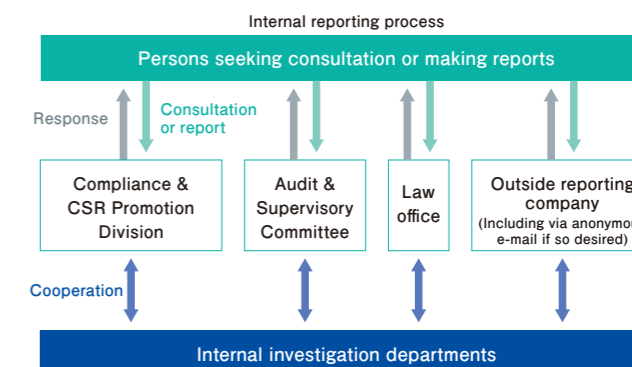 Internal reporting process
Persons seeking consultation or making reports
Response
Consultation
or report
Compliance &
CSR Promotion
Division
Audit &
Supervisory
Committee
Law
office
Outside reporting
company
(Including via
e-mail if so desired)
Cooperation
Internal investigation departments